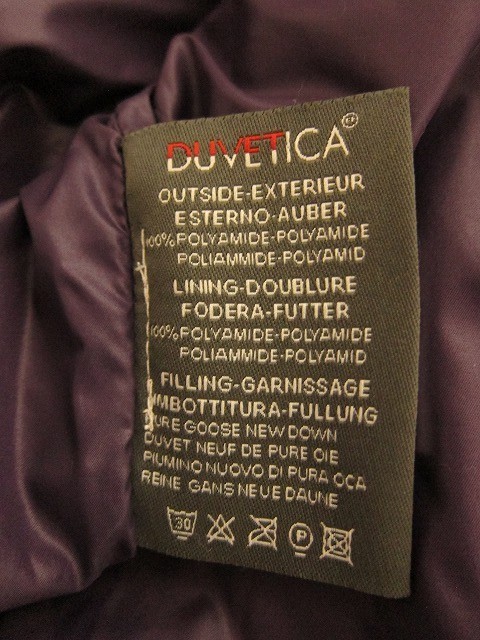 DUVETICA®
OUTSIDE-EXTERIEUR
ESTERNO-AUBER
100% POLYAMIDE-POLYAMIDE
POLIAMMIDE-POLYAMID
LINING-DOUBLURE
FODERA-FUTTER
100% POLYAMIDE-POLYAMIDE
POLIAMMIDE-POLYAMID
FILLING-GARNISSAGE
IMBOTTITURA-FULLUNG
PURE GOOSE NEW DOWN
DUVET NEUF DE PURE OIE
PIUMINO NUOVO DI PURA OCA
REINE GANS NEUE DAUNE
30 P